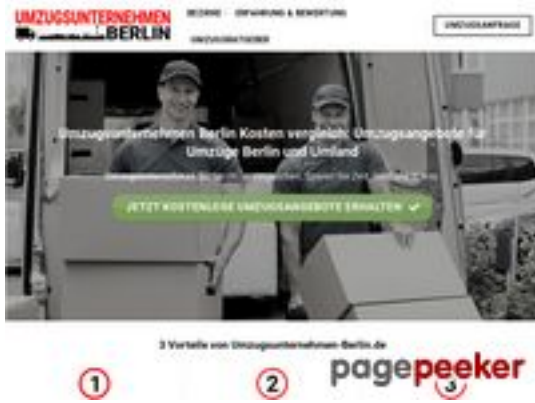 UMZUGSUNTERNEHMEN
BERLIN
BEZIRKE ERFAHRUNG & BEWERTUNG
UMZUGSRATGEBER
UMZUGSANFRAGE
Umzugsunternehmen Berlin Kosten vergleich: Umzugsangebote für
Umzüge Berlin und Umland
JETZT KOSTENLOSE UMZUGSANGEBOTE ERHALTEN
3 Vorteile von Umzugsunternehmen-Berlin.de
1 2 3
pagepeeker